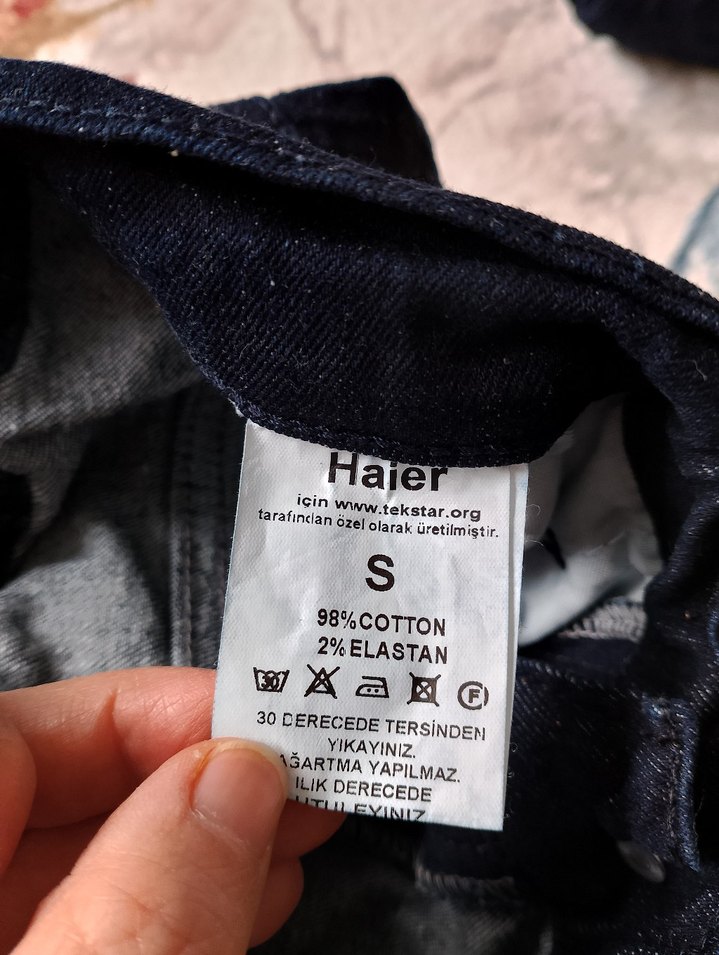 Haier
için www.tekstar.org
tarafından özel olarak üretilmiştir.
S
98%COTTON
2% ELASTAN
30 F
30 DERECEDE TERSİNDEN
YIKAYINIZ.
AĞARTMA YAPILMAZ.
ILIK DERECEDE